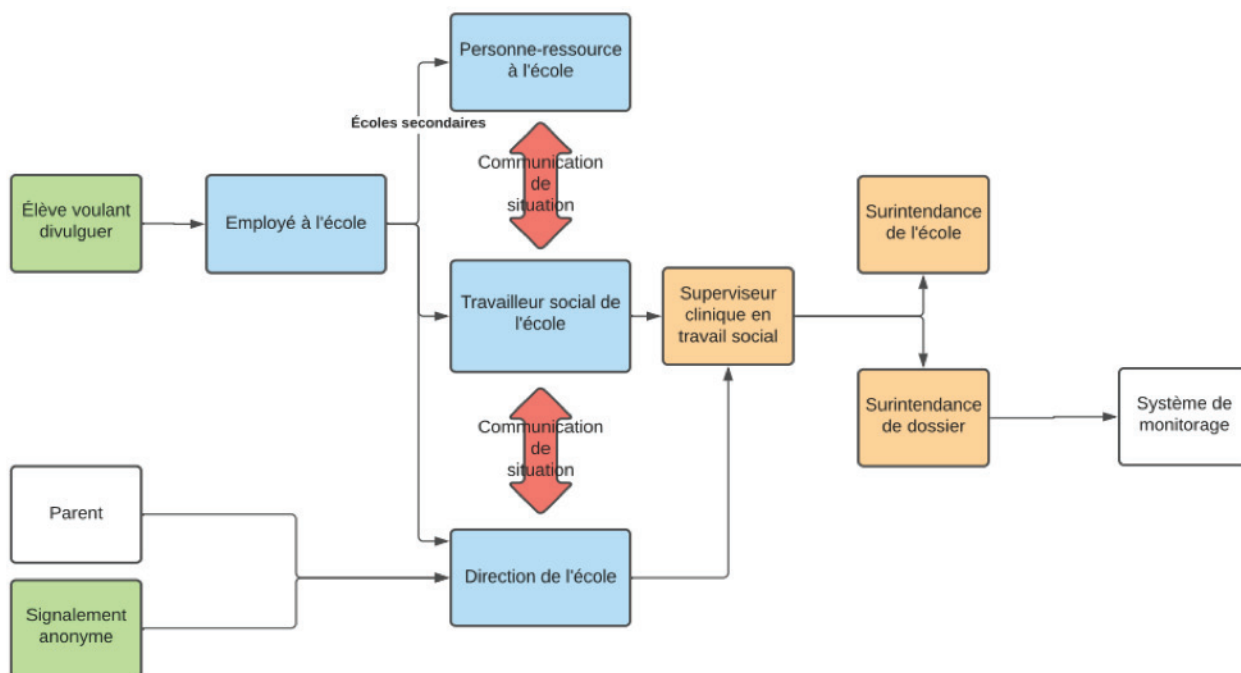 Personne-ressource
à l'école
Écoles secondaires
Communication
de
situation
Élève voulant
divulguer
Employé à l'école
Surintendance
de l'école
Travailleur social de
l'école
Superviseur
clinique en
travail social
Surintendance
de dossier
Système de
monitorage
Communication
de
situation
Parent
Direction de l'école
Signalement
anonyme